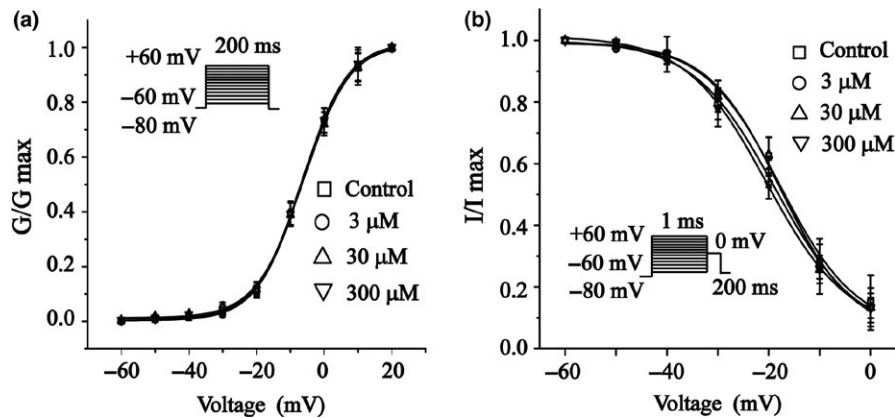 (a)
200 ms
+60 mV
−60 mV
−80 mV
Control
3 μM
30 μM
300 μM
G/G max
1.0
0.8
0.6
0.4
0.2
0.0
−60 −40 −20 0 20
Voltage (mV)
(b)
Control
3 μM
30 μM
300 μM
1 ms
+60 mV
0 mV
−60 mV
−80 mV
200 ms
I/I max
1.0
0.8
0.6
0.4
0.2
0.0
−60 −40 −20 0
Voltage (mV)